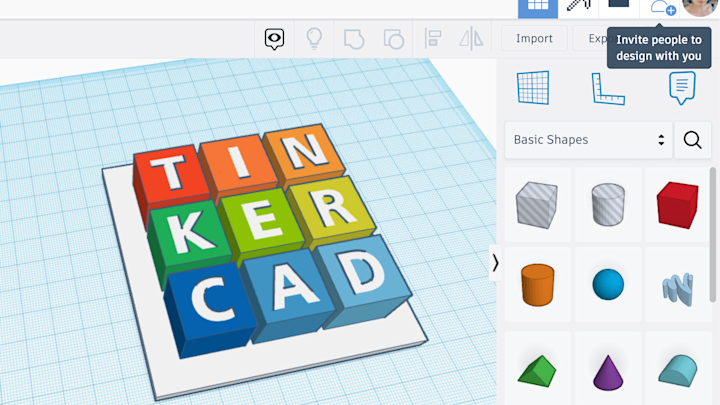 Import
Exp
Invite people to
design with you
Basic Shapes
T I N
K E R
C A D